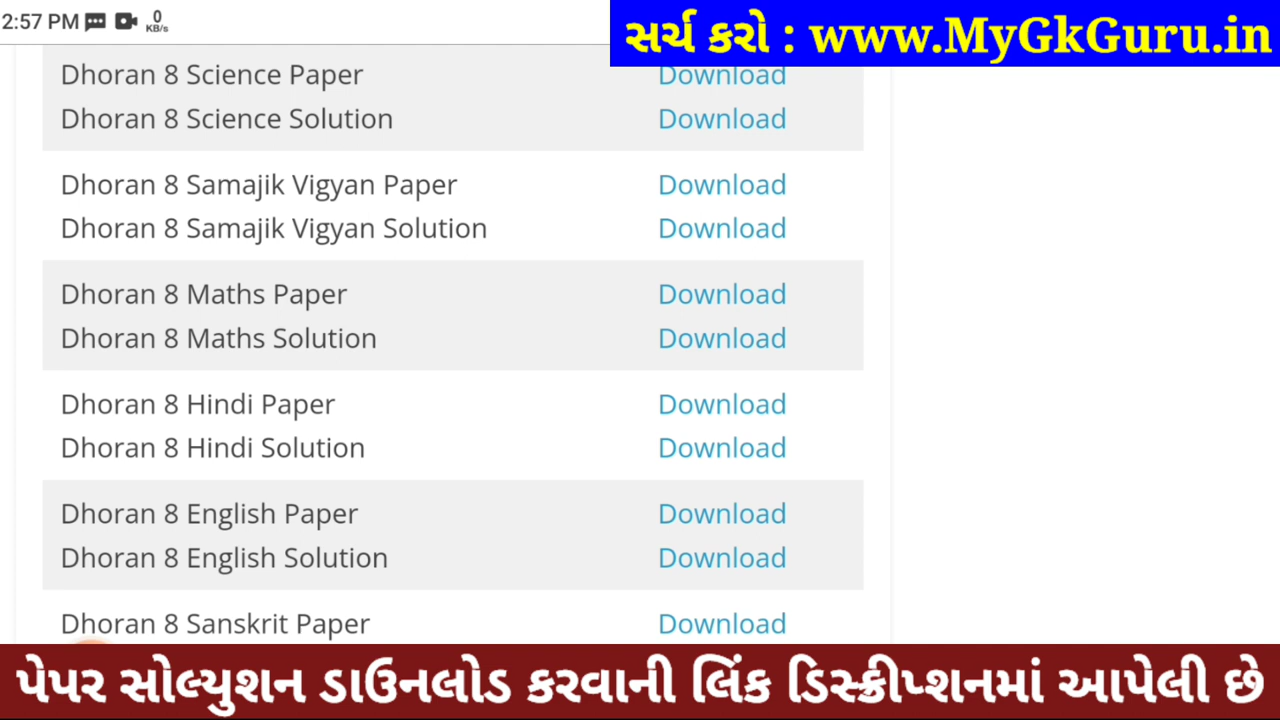 2:57 PM 0 KB/s
સર્ચ કરો : www.MyGkGuru.in
Dhoran 8 Science Paper Download
Dhoran 8 Science Solution Download
Dhoran 8 Samajik Vigyan Paper Download
Dhoran 8 Samajik Vigyan Solution Download
Dhoran 8 Maths Paper Download
Dhoran 8 Maths Solution Download
Dhoran 8 Hindi Paper Download
Dhoran 8 Hindi Solution Download
Dhoran 8 English Paper Download
Dhoran 8 English Solution Download
Dhoran 8 Sanskrit Paper Download
પેપર સોલ્યુશન ડાઉનલોડ કરવાની લિંક ડિસ્ક્રીપ્શનમાં આપેલી છે